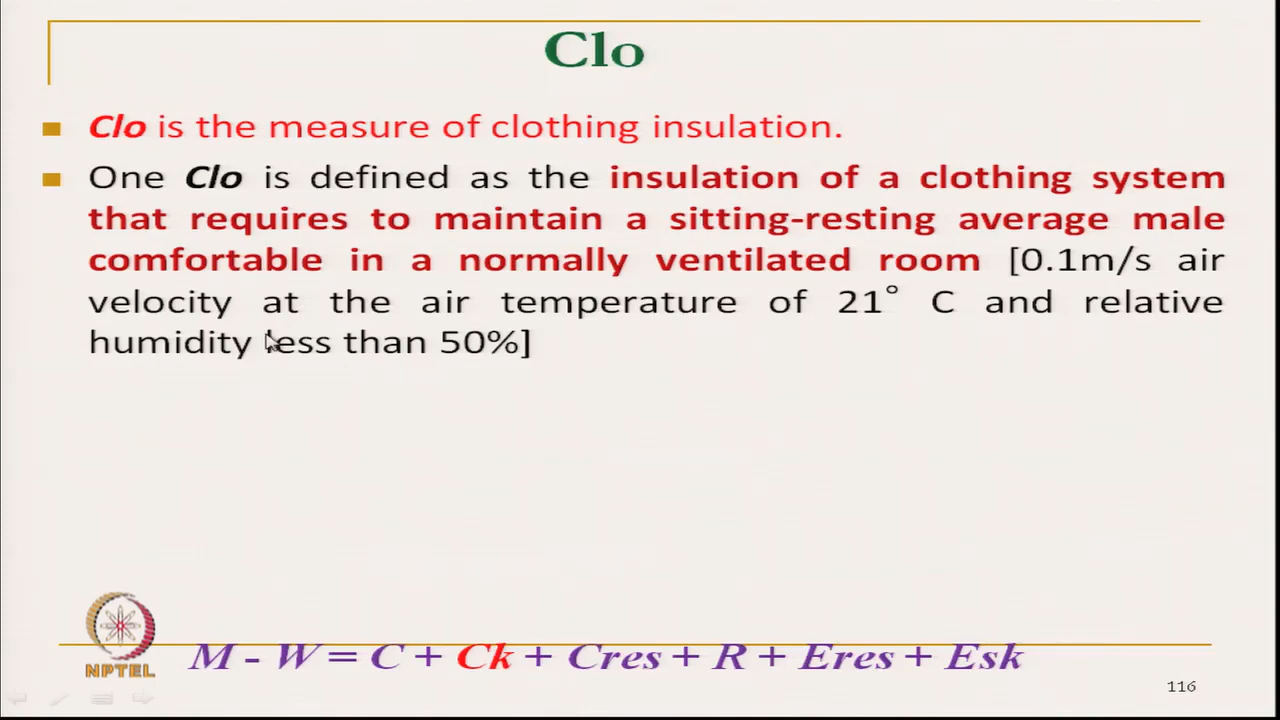 Clo
Clo is the measure of clothing insulation.
One Clo is defined as the insulation of a clothing system
that requires to maintain a sitting-resting average male
comfortable in a normally ventilated room [0.1m/s air
velocity at the air temperature of 21° C and relative
humidity less than 50%]
NPTEL
M - W = C + Ck + Cres + R + Eres + Esk
116